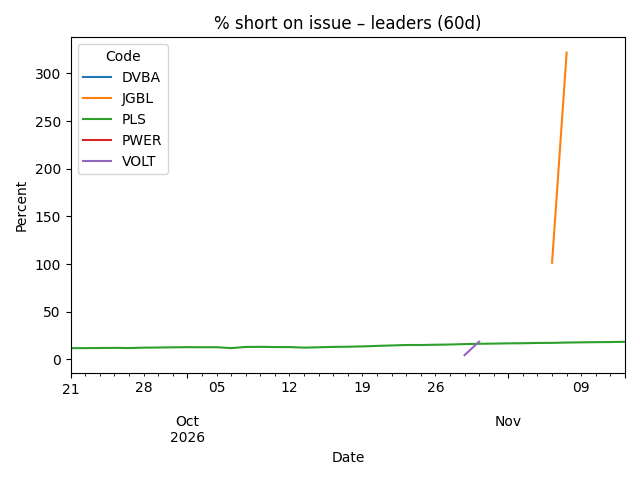 % short on issue – leaders (60d)
Code
DVBA
JGBL
PLS
PWER
VOLT
Percent
300
250
200
150
100
50
0
21 28 05 12 19 26 09
Oct Nov
2026
Date